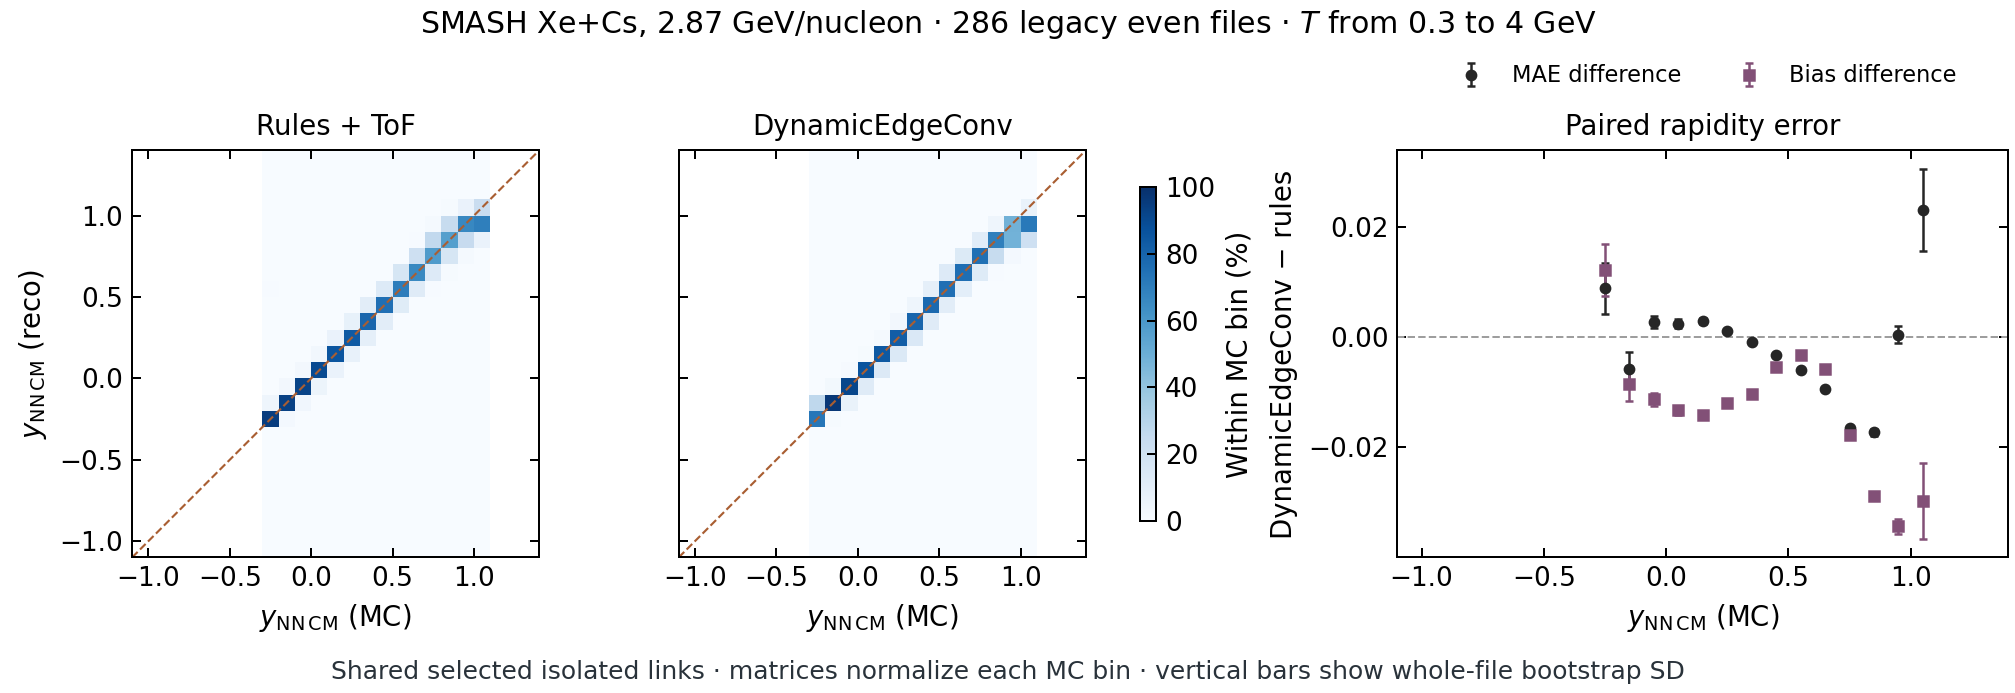 SMASH Xe+Cs, 2.87 GeV/nucleon · 286 legacy even files · T from 0.3 to 4 GeV
MAE difference
Bias difference
Rules + ToF
DynamicEdgeConv
Paired rapidity error
y_NN CM (reco)
1.0
0.5
0.0
−0.5
−1.0
−1.0 −0.5 0.0 0.5 1.0
y_NN CM (MC)
−1.0 −0.5 0.0 0.5 1.0
y_NN CM (MC)
100
80
60
40
20
0
Within MC bin (%)
DynamicEdgeConv − rules
0.02
0.00
−0.02
−1.0 −0.5 0.0 0.5 1.0
y_NN CM (MC)
Shared selected isolated links · matrices normalize each MC bin · vertical bars show whole-file bootstrap SD